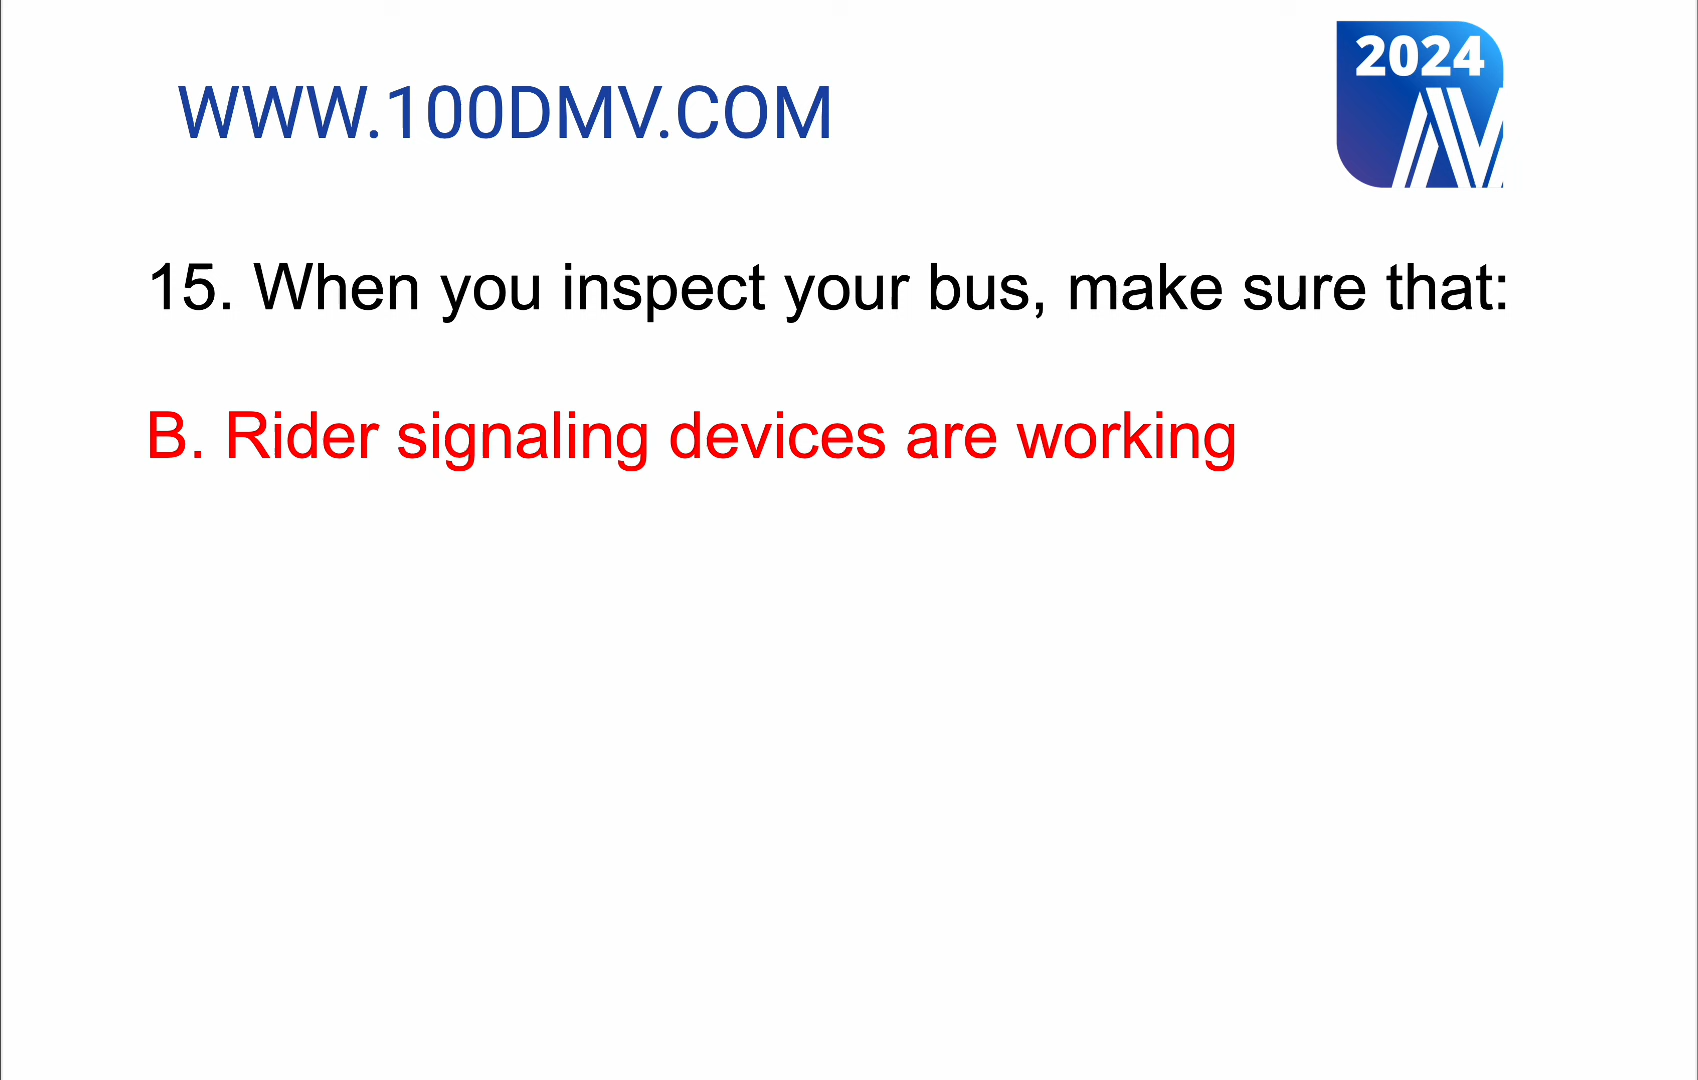 WWW.100DMV.COM
2024
15. When you inspect your bus, make sure that:
B. Rider signaling devices are working